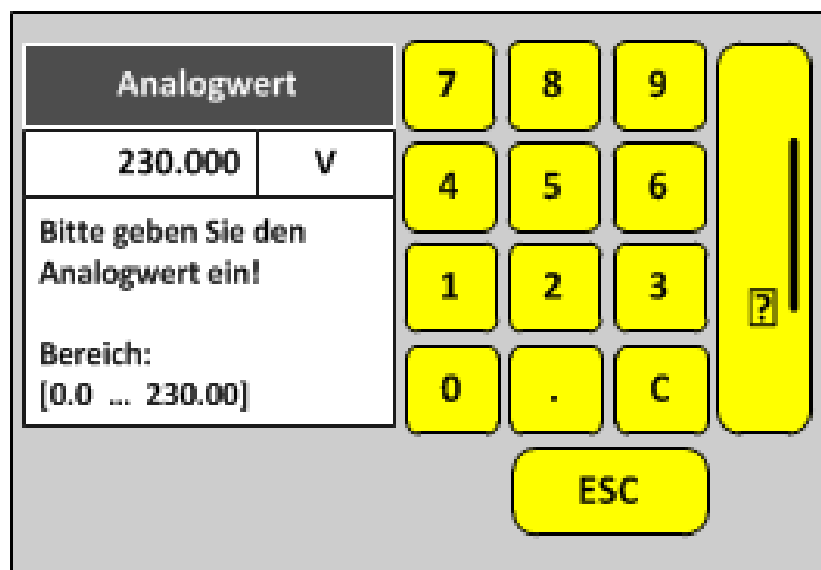 Analogwert
230.000 V
Bitte geben Sie den
Analogwert ein!
Bereich:
[0.0 ... 230.00]
7 8 9
4 5 6
1 2 3
0 . C
?
ESC